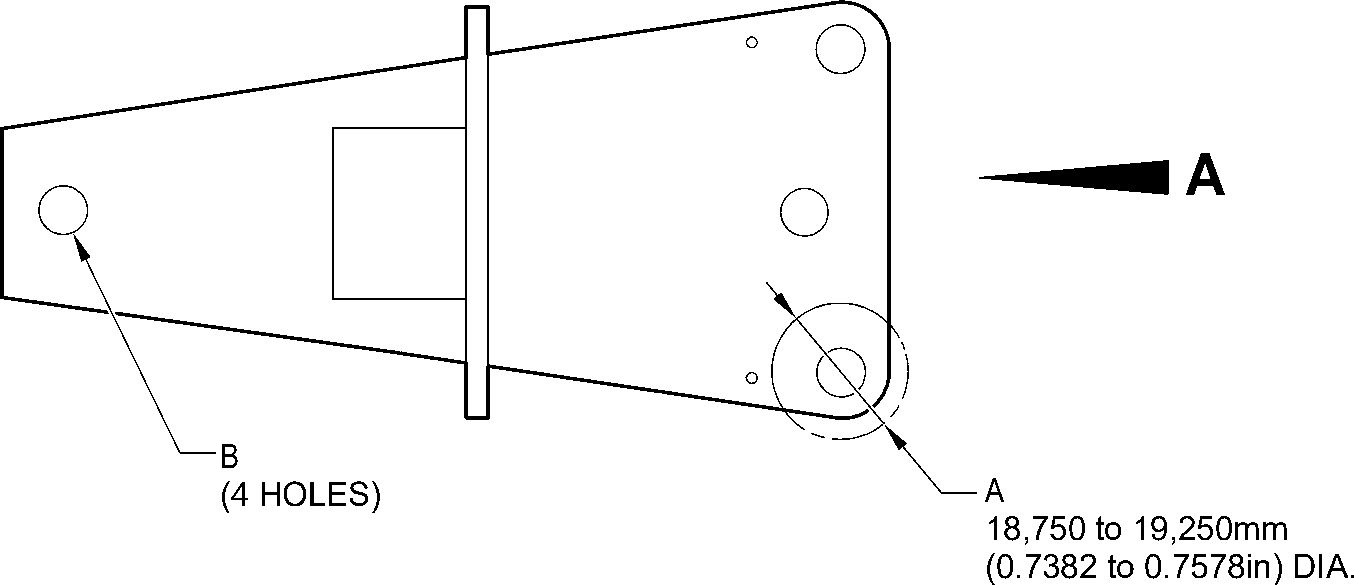 A
B
(4 HOLES)
A
18,750 to 19,250mm
(0.7382 to 0.7578in) DIA.